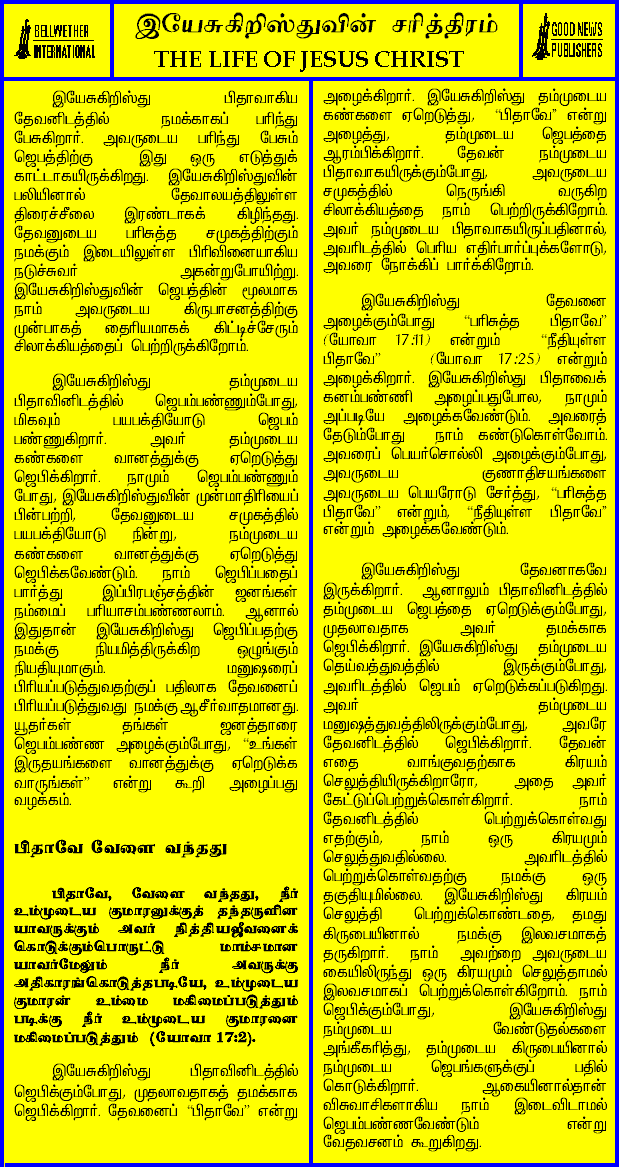 BELLWETHER
INTERNATIONAL
இயேசுகிறிஸ்துவின் சரித்திரம்
THE LIFE OF JESUS CHRIST
GOOD NEWS
PUBLISHERS
இயேசுகிறிஸ்து பிதாவாகிய
தேவனிடத்தில் நமக்காகப் பரிந்து
பேசுகிறார். அவருடைய பரிந்து பேசும்
ஜெபத்திற்கு இது ஒரு எடுத்துக்
காட்டாகயிருக்கிறது. இயேசுகிறிஸ்துவின்
பலியினால் தேவாலயத்திலுள்ள
திரைச்சீலை இரண்டாகக் கிழிந்தது.
தேவனுடைய பரிசுத்த சமுகத்திற்கும்
நமக்கும் இடையிலுள்ள பிரிவினையாகிய
நடுச்சுவர் அகன்றுபோயிற்று.
இயேசுகிறிஸ்துவின் ஜெபத்தின் மூலமாக
நாம் அவருடைய கிருபாசனத்திற்கு
முன்பாகத் தைரியமாகக் கிட்டிச்சேரும்
சிலாக்கியத்தைப் பெற்றிருக்கிறோம்.
இயேசுகிறிஸ்து தம்முடைய
பிதாவினிடத்தில் ஜெபம்பண்ணும்போது,
மிகவும் பயபக்தியோடு ஜெபம்
பண்ணுகிறார். அவர் தம்முடைய
கண்களை வானத்துக்கு ஏறெடுத்து
ஜெபிக்கிறார். நாமும் ஜெபம்பண்ணும்
போது, இயேசுகிறிஸ்துவின் முன்மாதிரியைப்
பின்பற்றி, தேவனுடைய சமுகத்தில்
பயபக்தியோடு நின்று, நம்முடைய
கண்களை வானத்துக்கு ஏறெடுத்து
ஜெபிக்கவேண்டும். நாம் ஜெபிப்பதைப்
பார்த்து இப்பிரபஞ்சத்தின் ஜனங்கள்
நம்மைப் பரியாசம்பண்ணலாம். ஆனால்
இதுதான் இயேசுகிறிஸ்து ஜெபிப்பதற்கு
நமக்கு நியமித்திருக்கிற ஒழுங்கும்
நியதியுமாகும். மனுஷரைப்
பிரியப்படுத்துவதற்குப் பதிலாக தேவனைப்
பிரியப்படுத்துவது நமக்கு ஆசீர்வாதமானது.
யூதர்கள் தங்கள் ஜனத்தாரை
ஜெபம்பண்ண அழைக்கும்போது, “உங்கள்
இருதயங்களை வானத்துக்கு ஏறெடுக்க
வாருங்கள்” என்று கூறி அழைப்பது
வழக்கம்.
பிதாவே வேளை வந்தது
பிதாவே, வேளை வந்தது, நீர்
உம்முடைய குமாரனுக்குத் தந்தருளின
யாவருக்கும் அவர் நித்தியஜீவனைக்
கொடுக்கும்பொருட்டு மாம்சமான
யாவர்மேலும் நீர் அவருக்கு
அதிகாரங்கொடுத்தபடியே, உம்முடைய
குமாரன் உம்மை மகிமைப்படுத்தும்
படிக்கு நீர் உம்முடைய குமாரனை
மகிமைப்படுத்தும் (யோவா 17:2).
இயேசுகிறிஸ்து பிதாவினிடத்தில்
ஜெபிக்கும்போது, முதலாவதாகத் தமக்காக
ஜெபிக்கிறார். தேவனைப் “பிதாவே” என்று
அழைக்கிறார். இயேசுகிறிஸ்து தம்முடைய
கண்களை ஏறெடுத்து, “பிதாவே” என்று
அழைத்து, தம்முடைய ஜெபத்தை
ஆரம்பிக்கிறார். தேவன் நம்முடைய
பிதாவாகயிருக்கும்போது, அவருடைய
சமுகத்தில் நெருங்கி வருகிற
சிலாக்கியத்தை நாம் பெற்றிருக்கிறோம்.
அவர் நம்முடைய பிதாவாகயிருப்பதினால்,
அவரிடத்தில் பெரிய எதிர்பார்ப்புக்களோடு,
அவரை நோக்கிப் பார்க்கிறோம்.
இயேசுகிறிஸ்து தேவனை
அழைக்கும்போது “பரிசுத்த பிதாவே”
(யோவா 17:11) என்றும் “நீதியுள்ள
பிதாவே” (யோவா 17:25) என்றும்
அழைக்கிறார். இயேசுகிறிஸ்து பிதாவைக்
கனம்பண்ணி அழைப்பதுபோல, நாமும்
அப்படியே அழைக்கவேண்டும். அவரைத்
தேடும்போது நாம் கண்டுகொள்வோம்.
அவரைப் பெயர்சொல்லி அழைக்கும்போது,
அவருடைய குணாதிசயங்களை
அவருடைய பெயரோடு சேர்த்து, “பரிசுத்த
பிதாவே” என்றும், “நீதியுள்ள பிதாவே”
என்றும் அழைக்கவேண்டும்.
இயேசுகிறிஸ்து தேவனாகவே
இருக்கிறார். ஆனாலும் பிதாவினிடத்தில்
தம்முடைய ஜெபத்தை ஏறெடுக்கும்போது,
முதலாவதாக அவர் தமக்காக
ஜெபிக்கிறார். இயேசுகிறிஸ்து தம்முடைய
தெய்வத்துவத்தில் இருக்கும்போது,
அவரிடத்தில் ஜெபம் ஏறெடுக்கப்படுகிறது.
அவர் தம்முடைய
மனுஷத்துவத்திலிருக்கும்போது, அவரே
தேவனிடத்தில் ஜெபிக்கிறார். தேவன்
எதை வாங்குவதற்காக கிரயம்
செலுத்தியிருக்கிறாரோ, அதை அவர்
கேட்டுப்பெற்றுக்கொள்கிறார். நாம்
தேவனிடத்தில் பெற்றுக்கொள்வது
எதற்கும், நாம் ஒரு கிரயமும்
செலுத்துவதில்லை. அவரிடத்தில்
பெற்றுக்கொள்வதற்கு நமக்கு ஒரு
தகுதியுமில்லை. இயேசுகிறிஸ்து கிரயம்
செலுத்தி பெற்றுக்கொண்டதை, தமது
கிருபையினால் நமக்கு இலவசமாகத்
தருகிறார். நாம் அவற்றை அவருடைய
கையிலிருந்து ஒரு கிரயமும் செலுத்தாமல்
இலவசமாகப் பெற்றுக்கொள்கிறோம். நாம்
ஜெபிக்கும்போது, இயேசுகிறிஸ்து
நம்முடைய வேண்டுதல்களை
அங்கீகரித்து, தம்முடைய கிருபையினால்
நம்முடைய ஜெபங்களுக்குப் பதில்
கொடுக்கிறார். ஆகையினால்தான்
விசுவாசிகளாகிய நாம் இடைவிடாமல்
ஜெபம்பண்ணவேண்டும் என்று
வேதவசனம் கூறுகிறது.